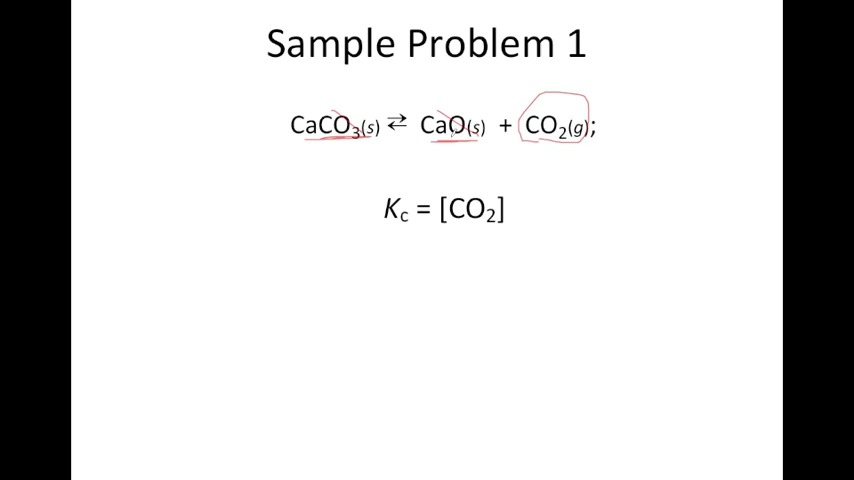 Sample Problem 1
CaCO₃(s) ⇄ CaO(s) + CO₂(g);
Kc = [CO₂]